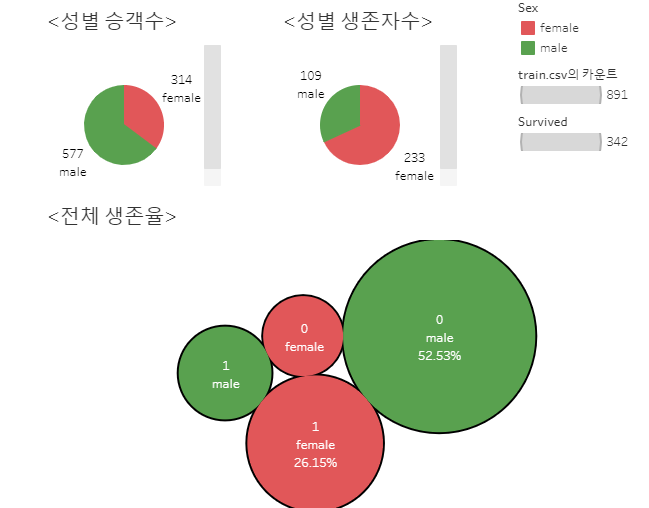 <성별 승객수>
314
female
577
male
<성별 생존자수>
109
male
233
female
Sex
female
male
train.csv의 카운트
891
Survived
342
<전체 생존율>
0
male
52.53%
0
female
1
male
1
female
26.15%